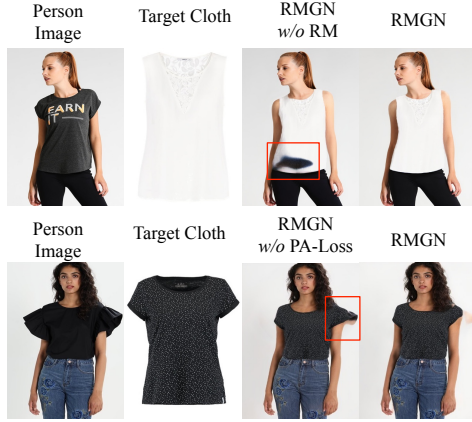 Person
Image
Target Cloth
RMGN
w/o RM
RMGN
EARN
IT
Person
Image
Target Cloth
RMGN
w/o PA-Loss
RMGN